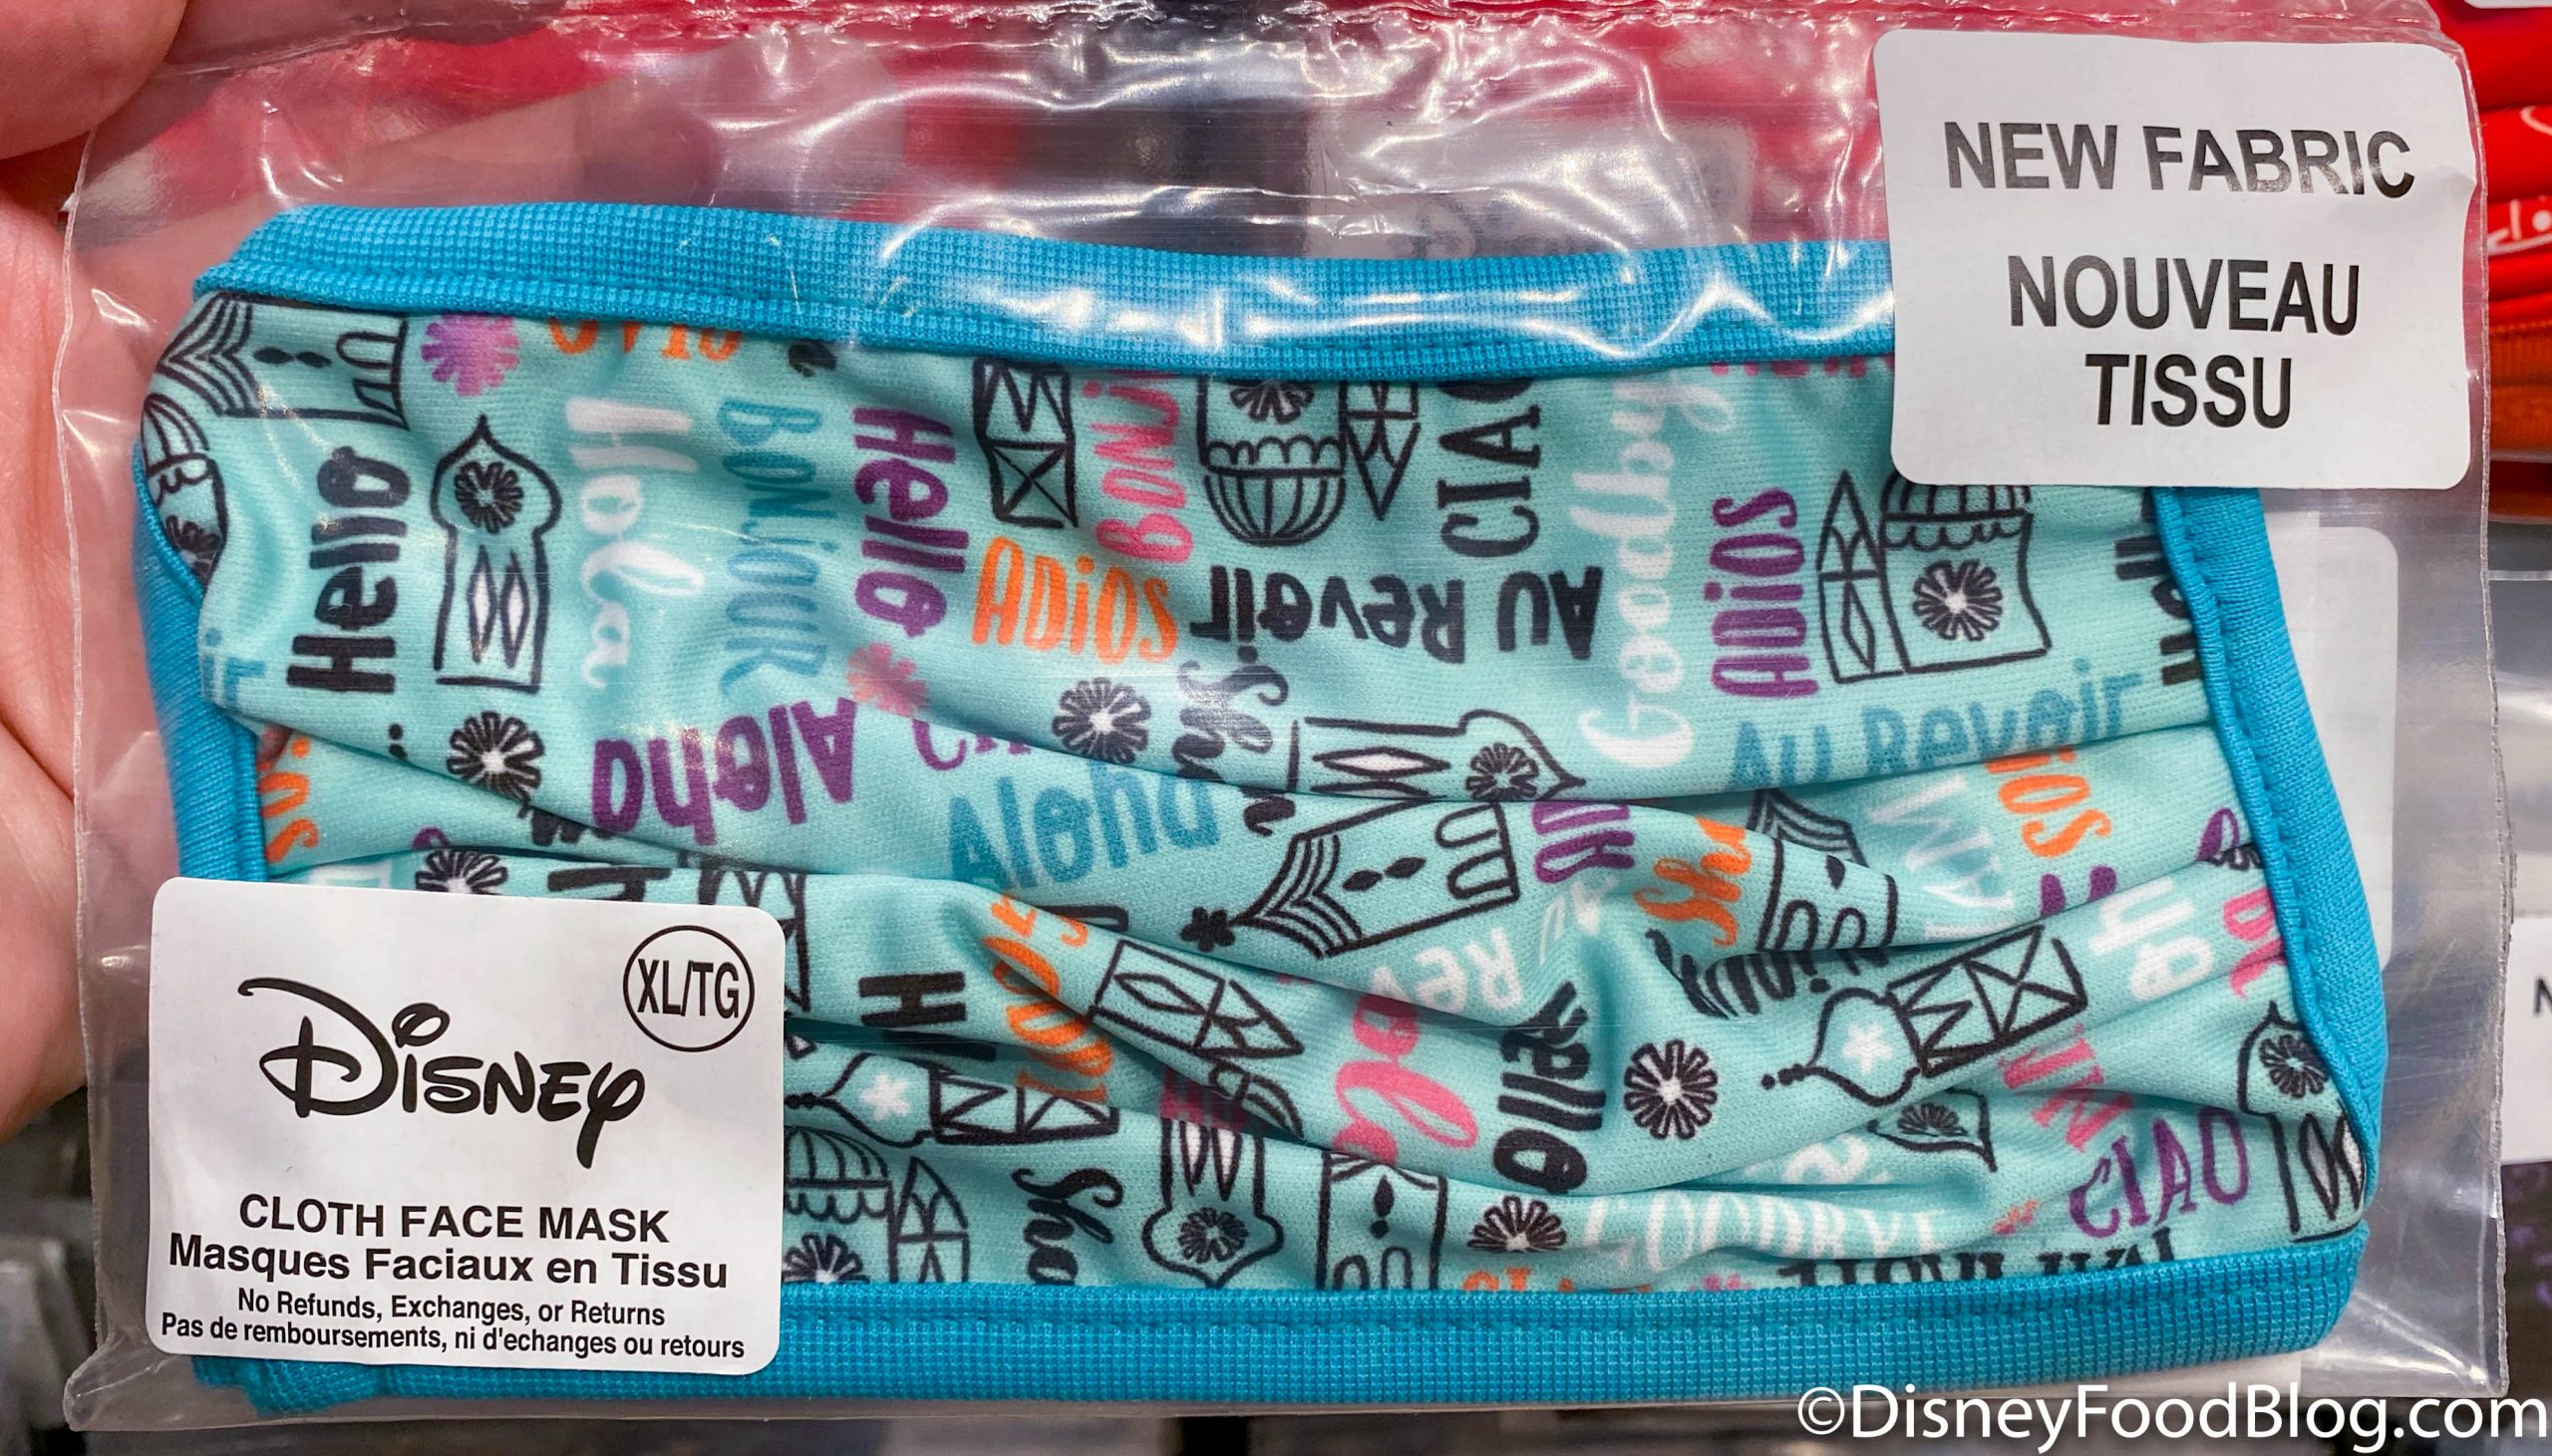 NEW FABRIC
NOUVEAU
TISSU
Hello
Hola
BONJOUR
Hello
ADiOS
AU Revoir
CIAO
Goodby
ADiOS
AU Revoir
Aloha
Aloha
Sha
CIAO
XL/TG
Disney
CLOTH FACE MASK
Masques Faciaux en Tissu
No Refunds, Exchanges, or Returns
Pas de remboursements, ni d'echanges ou retours
©DisneyFoodBlog.com